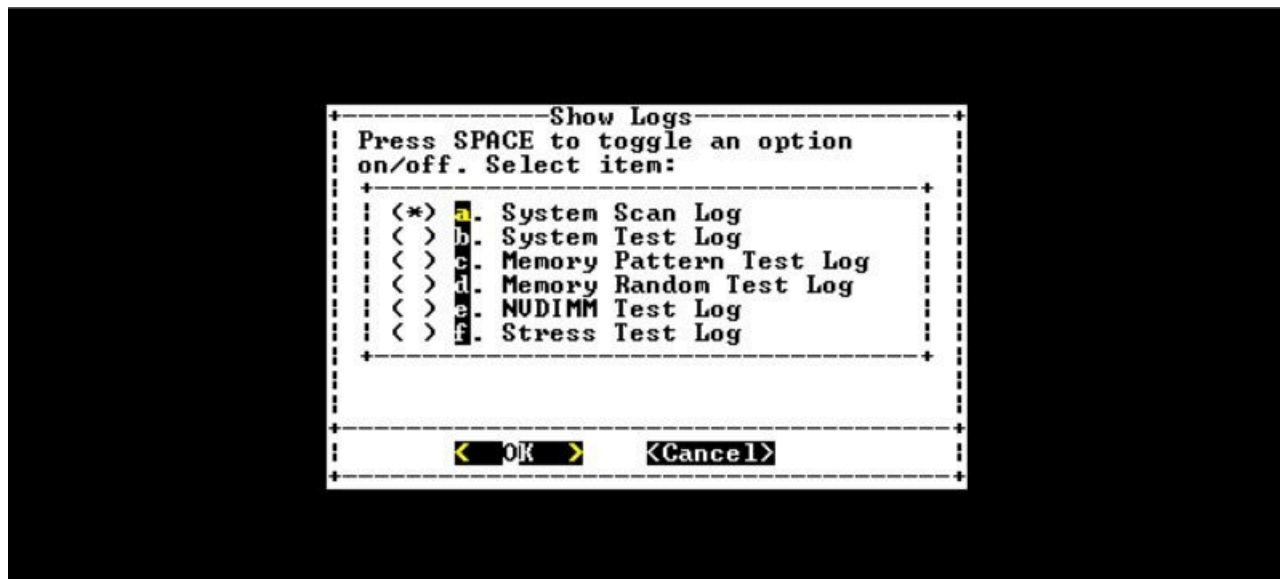 Show Logs
Press SPACE to toggle an option
on/off. Select item:
(*) a. System Scan Log
( ) b. System Test Log
( ) c. Memory Pattern Test Log
( ) d. Memory Random Test Log
( ) e. NVDIMM Test Log
( ) f. Stress Test Log
< OK > <Cancel>